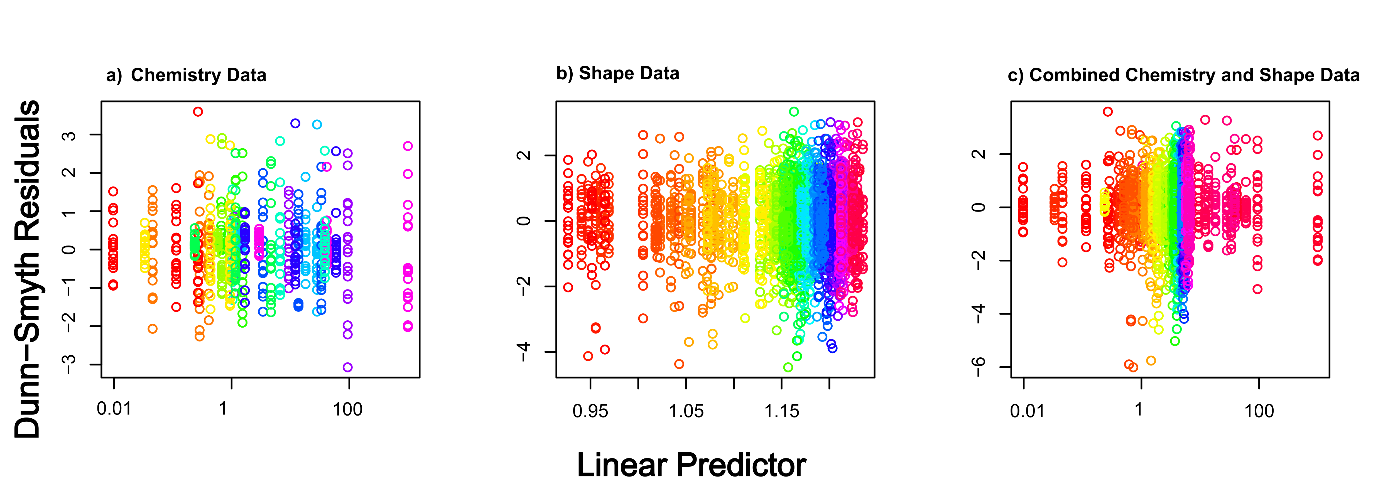 a) Chemistry Data
b) Shape Data
c) Combined Chemistry and Shape Data
Dunn−Smyth Residuals
3
2
1
0
−1
−2
−3
0.01 1 100
2
0
−2
−4
0.95 1.05 1.15
2
0
−2
−4
−6
0.01 1 100
Linear Predictor